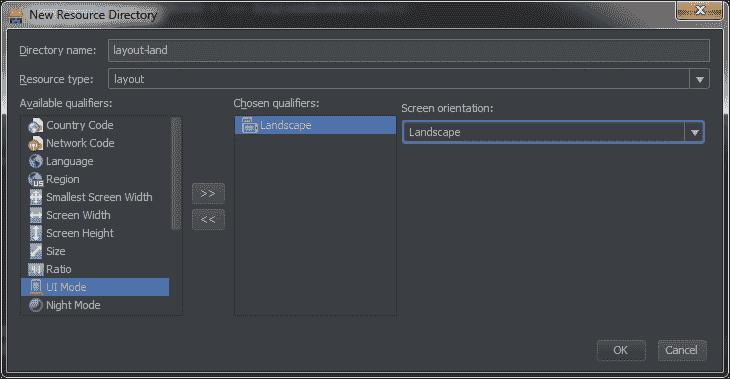 New Resource Directory
Directory name: layout-land
Resource type: layout
Available qualifiers:
Country Code
Network Code
Language
Region
Smallest Screen Width
Screen Width
Screen Height
Size
Ratio
UI Mode
Night Mode
>>
<<
Chosen qualifiers:
Landscape
Screen orientation:
Landscape
OK
Cancel